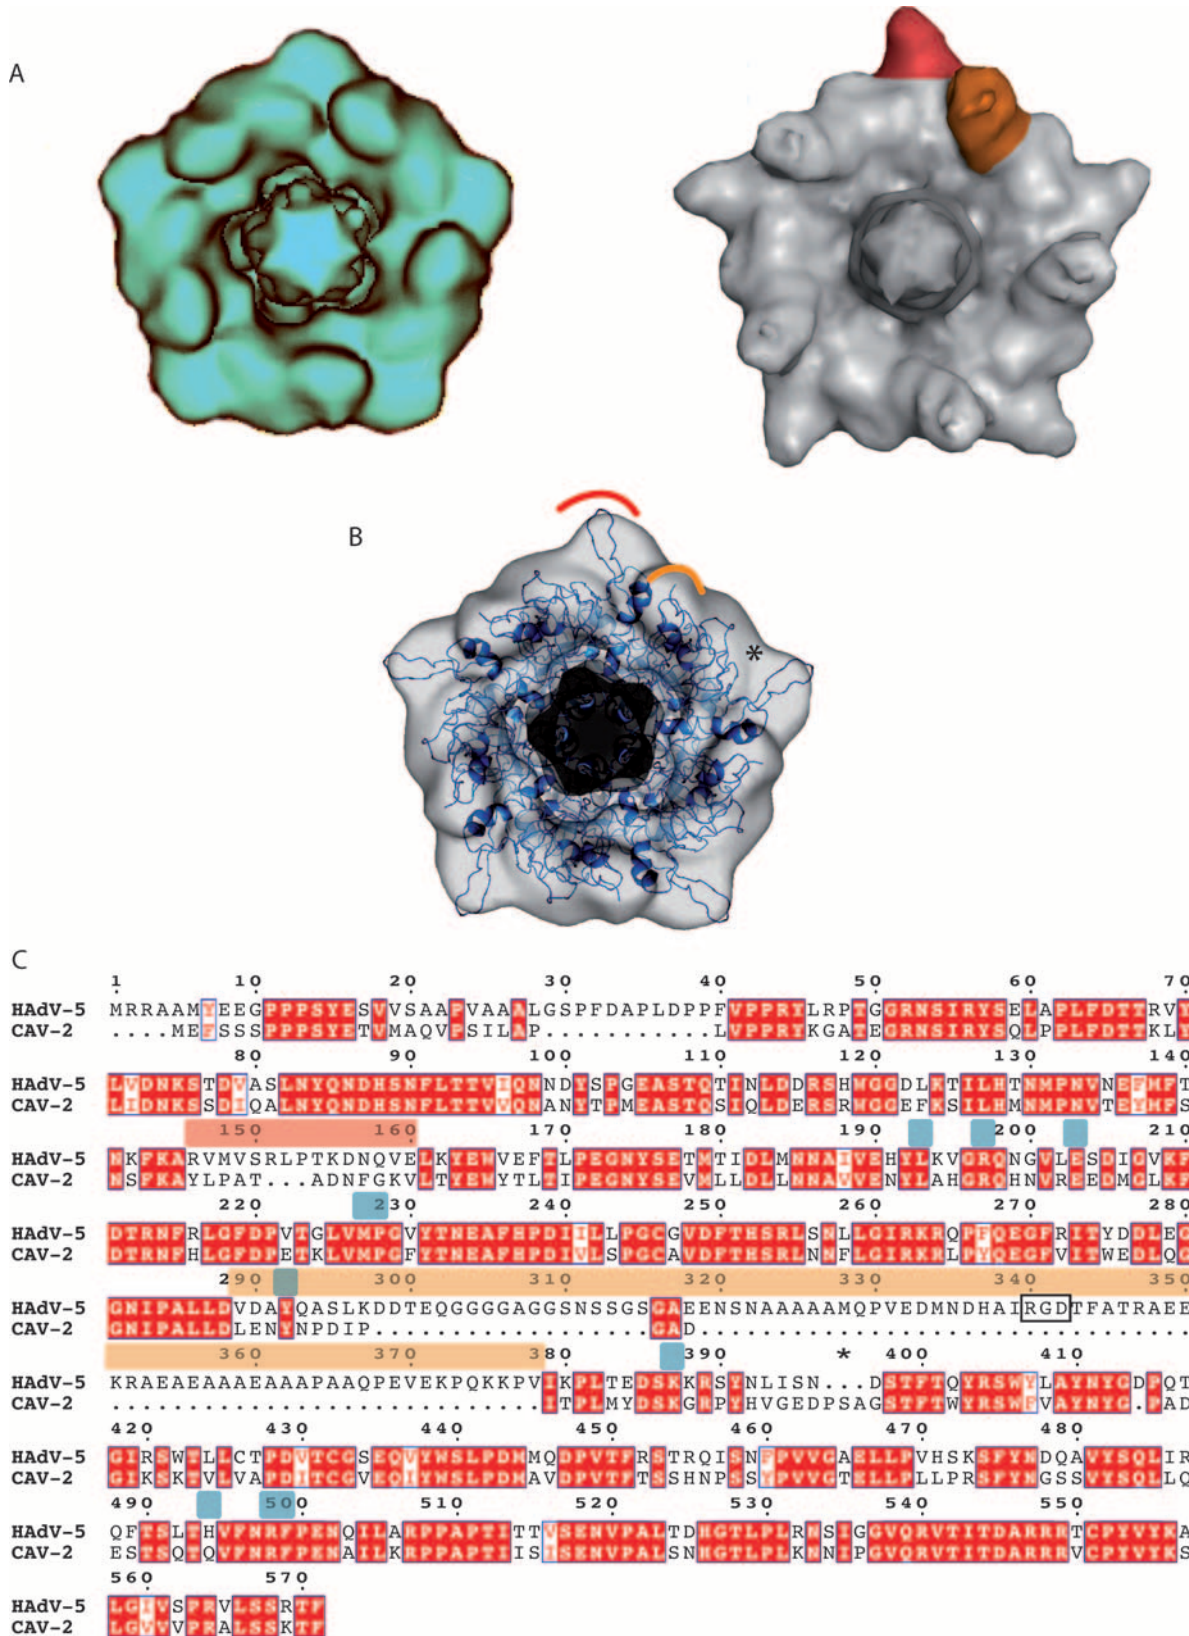 A
B
*
C
1 10 20 30 40 50 60 70
HAdV-5 MRRAAMYEEGPPPSYESVVSAAPVAAALGSPFDAPLDPPFVPPRYLRPTGGRNSIRYSELAPLFDTTRVY
CAV-2 ....MEFSSSPPPSYETVMAQVPSILAP...........LVPPRYKGATEGRNSIRYSQLPPLFDTTKLY
80 90 100 110 120 130 140
HAdV-5 LVDNKSTDVASLNYQNDHSNFLTTVIQNNDYSPGEASTQTINLDDRSHWGGDLKTILHTNMPNVNEFMFT
CAV-2 LIDNKSSDIQALNYQNDHSNFLTTVVQNANYTPMEASTQSIQLDERSRWGGEFKSILHMNMPNVTEYMFS
150 160 170 180 190 200 210
HAdV-5 NKFKARVMVSRLPTKDNQVELKYEWVEFTLPEGNYSETMTIDLMNNAIVEHYLKVGRQNGVLESDIGVKF
CAV-2 NSFKAYLPAT...ADNFGKVLTYEWYTLTIPEGNYSEVMLLDLLNNAVVENYLAHGRQHNVREEDMGLKF
220 230 240 250 260 270 280
HAdV-5 DTRNFRLGFDPVTGLVMPGVYTNEAFHPDIILLPGCGVDFTHSRLSNLLGIRKRQPFQEGFRITYDDLEG
CAV-2 DTRNFHLGFDPETKLVMPGFYTNEAFHPDIVLSPGCAVDFTHSRLNNFLGIRKRLPYQEGFVITWEDLQG
290 300 310 320 330 340 350
HAdV-5 GNIPALLDVDAYQASLKDDTEQGGGGAGGSNSSGSGAEENSNAAAAAMQPVEDMNDHAIRGDTFATRAEE
CAV-2 GNIPALLDLENYNPDIP..................GAD................................
360 370 380 390 * 400 410
HAdV-5 KRAEAEAAAEAAAPAAQPEVEKPQKKPVIKPLTEDSKKRSYNLISN...DSTFTQYRSWYLAYNYGDPQT
CAV-2 ............................ITPLMYDSKGRPYHVGEDPSAGSTFTWYRSWFVAYNYG.PAD
420 430 440 450 460 470 480
HAdV-5 GIRSWTLLCTPDVTCGSEQVYWSLPDMMQDPVTFRSTRQISNFPVVGAELLPVHSKSFYNDQAVYSQLIR
CAV-2 GIKSKTVLVAPDITCGVEQIYWSLPDMAVDPVTFTSSHNPSSYPVVGTELLPLLPRSFYNGSSVYSQLLQ
490 500 510 520 530 540 550
HAdV-5 QFTSLTHVFNRFPENQILARPPAPTITTVSENVPALTDHGTLPLRNSIGGVQRVTITDARRRTCPYVYKA
CAV-2 ESTSQTQVFNRFPENAILKRPPAPTIISISENVPALSNHGTLPLKNNIPGVQRVTITDARRRVCPYVYKS
560 570
HAdV-5 LGIVSPRVLSSRTF
CAV-2 LGVVVPRALSSKTF